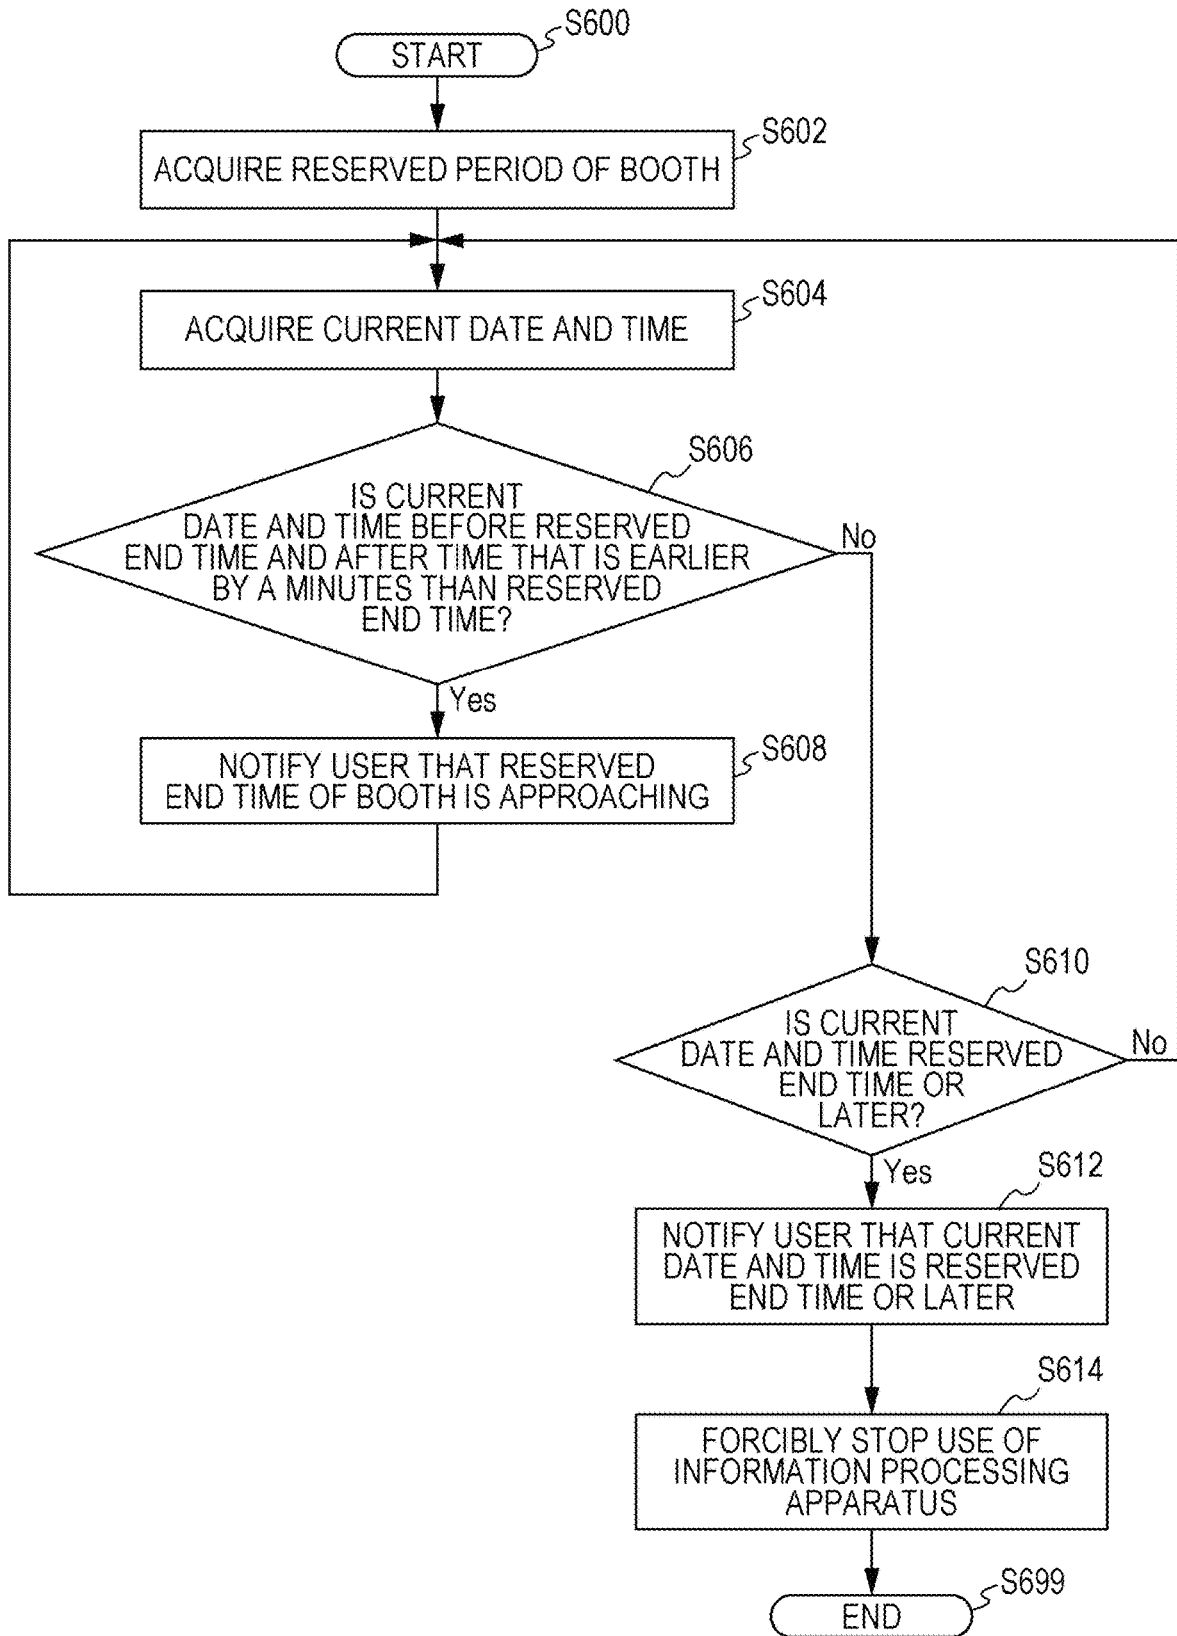 S600
START
S602
ACQUIRE RESERVED PERIOD OF BOOTH
S604
ACQUIRE CURRENT DATE AND TIME
S606
IS CURRENT
DATE AND TIME BEFORE RESERVED
END TIME AND AFTER TIME THAT IS EARLIER
BY A MINUTES THAN RESERVED
END TIME?
No
Yes
S608
NOTIFY USER THAT RESERVED
END TIME OF BOOTH IS APPROACHING
S610
IS CURRENT
DATE AND TIME RESERVED
END TIME OR
LATER?
No
Yes
S612
NOTIFY USER THAT CURRENT
DATE AND TIME IS RESERVED
END TIME OR LATER
S614
FORCIBLY STOP USE OF
INFORMATION PROCESSING
APPARATUS
S699
END